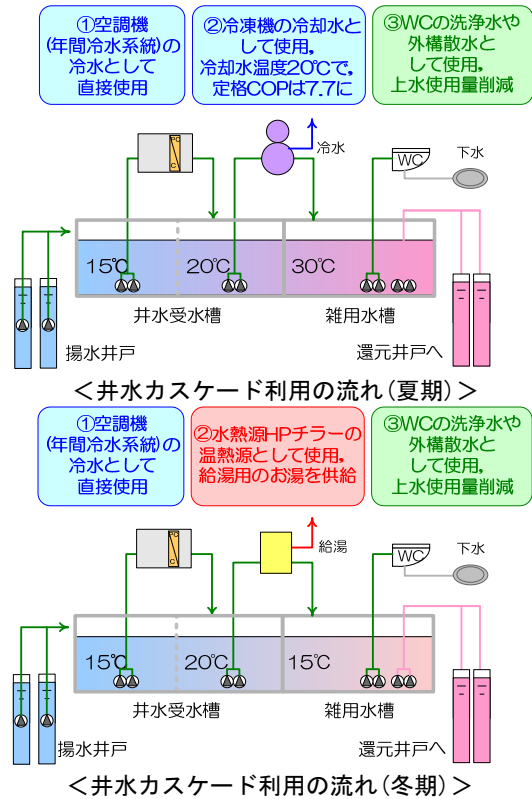 ①空調機
(年間冷水系統)の
冷水として
直接使用
②冷凍機の冷却水と
して使用,
冷却水温度20℃で,
定格COPは7.7に
③WCの洗浄水や
外構散水と
して使用,
上水使用量削減
PC
C
冷水
WC
下水
15℃
20℃
30℃
井水受水槽
雑用水槽
揚水井戸
還元井戸へ
＜井水カスケード利用の流れ(夏期)＞
①空調機
(年間冷水系統)の
冷水として
直接使用
②水熱源HPチラーの
温熱源として使用,
給湯用のお湯を供給
③WCの洗浄水や
外構散水と
して使用,
上水使用量削減
PC
C
給湯
WC
下水
15℃
20℃
15℃
井水受水槽
雑用水槽
揚水井戸
還元井戸へ
＜井水カスケード利用の流れ(冬期)＞